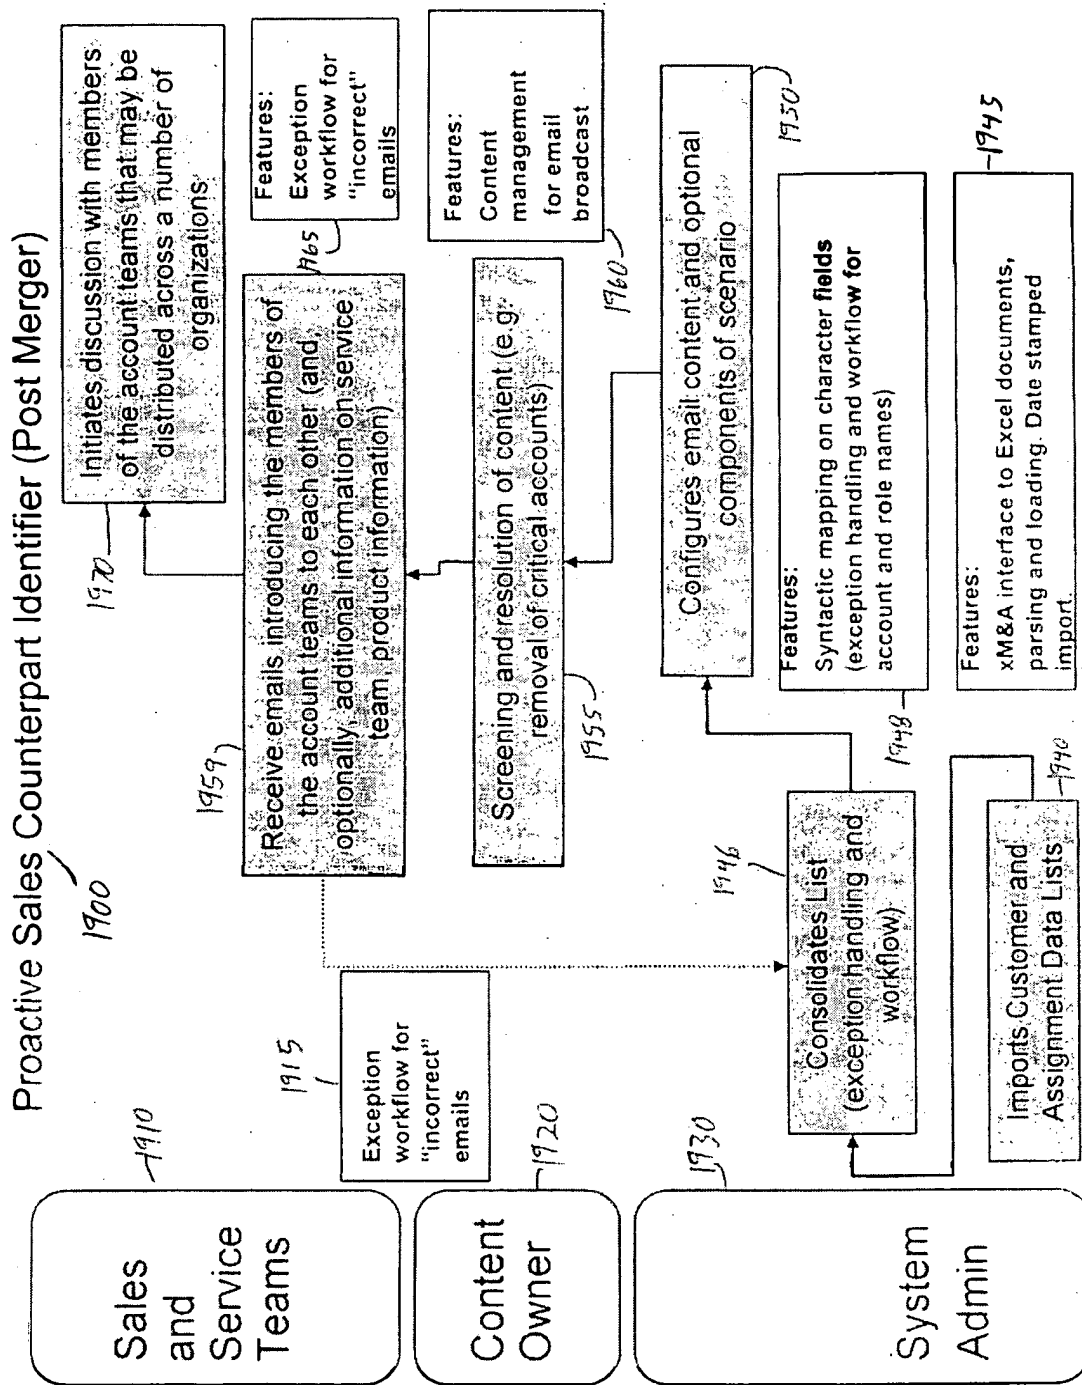 Proactive Sales Counterpart Identifier (Post Merger)
1900
Sales
and
Service
Teams
1910
Exception
workflow for
"incorrect"
emails
1915
Receive emails introducing the members of
the account teams to each other (and,
optionally, additional information on service
team, product information)
1959
Initiates discussion with members
of the account teams that may be
distributed across a number of
organizations
1970
Features:
Exception
workflow for
"incorrect"
emails
1965
Content
Owner
1920
Screening and resolution of content (e.g.
removal of critical accounts)
1955
Features:
Content
management
for email
broadcast
1960
System
Admin
1930
Consolidates List
(exception handling and
workflow)
1946
Imports Customer and
Assignment Data Lists
1940
Configures email content and optional
components of scenario
1950
Features:
Syntactic mapping on character fields
(exception handling and workflow for
account and role names)
1948
Features:
xM&A interface to Excel documents,
parsing and loading. Date stamped
import.
1945